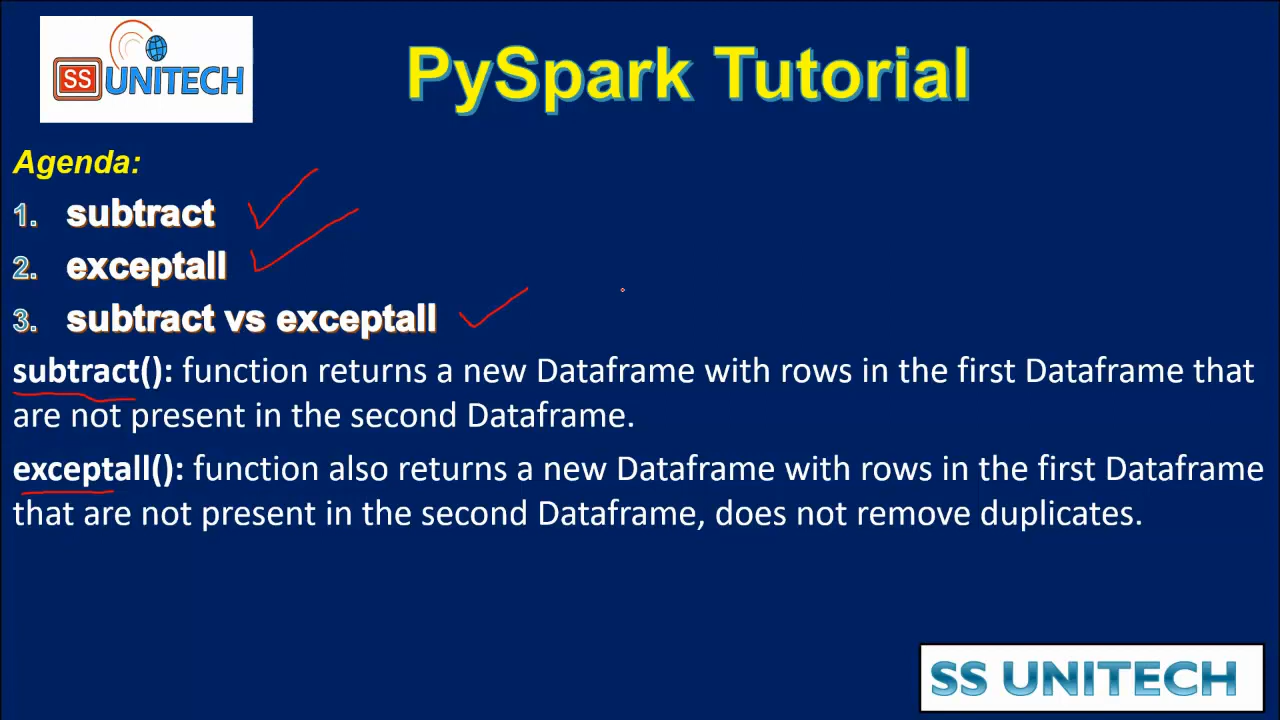 SS UNITECH
PySpark Tutorial
Agenda:
1. subtract
2. exceptall
3. subtract vs exceptall
subtract(): function returns a new Dataframe with rows in the first Dataframe that
are not present in the second Dataframe.
exceptall(): function also returns a new Dataframe with rows in the first Dataframe
that are not present in the second Dataframe, does not remove duplicates.
SS UNITECH